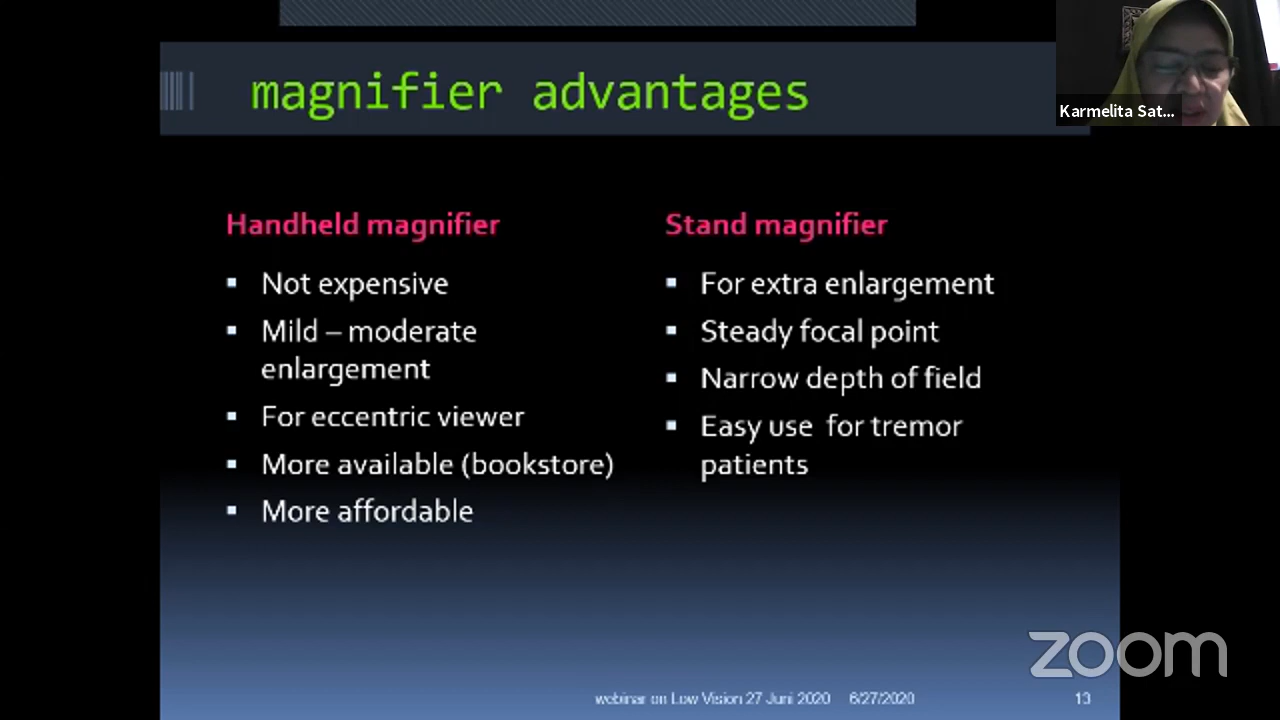 magnifier advantages
Karmelita Sat...
Handheld magnifier
▪ Not expensive
▪ Mild – moderate
enlargement
▪ For eccentric viewer
▪ More available (bookstore)
▪ More affordable
Stand magnifier
▪ For extra enlargement
▪ Steady focal point
▪ Narrow depth of field
▪ Easy use for tremor
patients
zoom
webinar on Low Vision 27 Juni 2020 6/27/2020 13